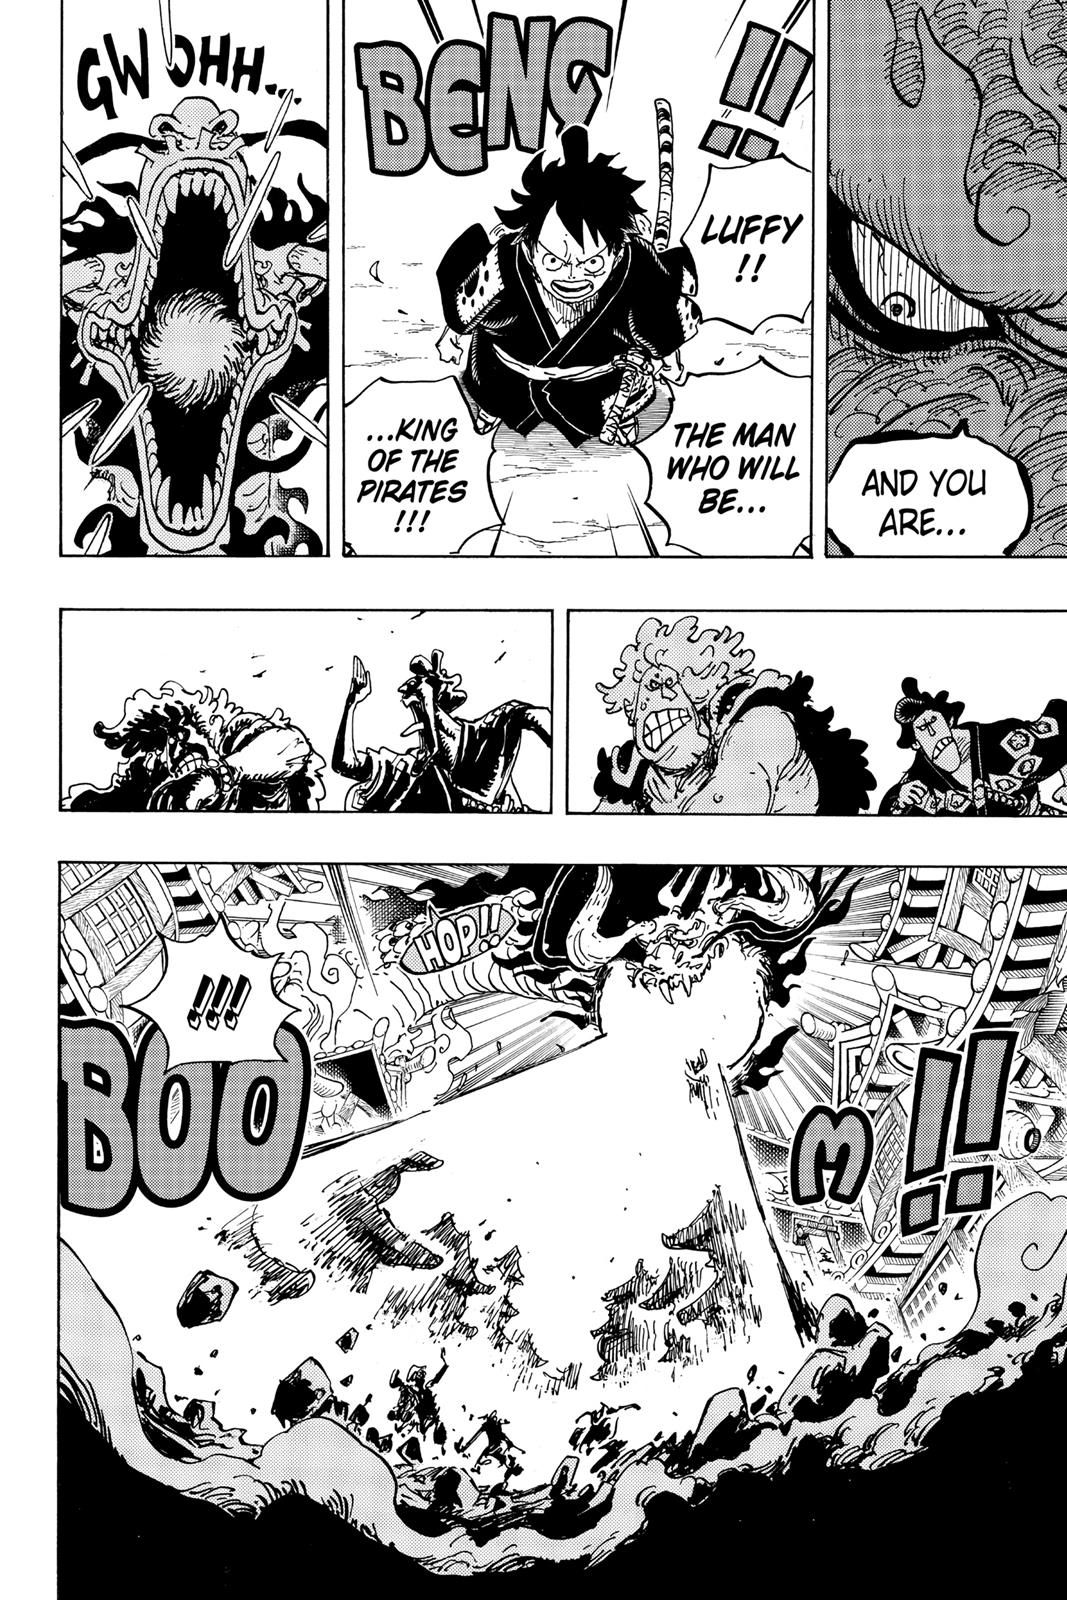 AND YOU
ARE...
!!
BENG
LUFFY
!!
THE MAN
WHO WILL
BE...
...KING
OF THE
PIRATES
!!!
GWOHH...
HOP!!
!!!
BOO
M!!